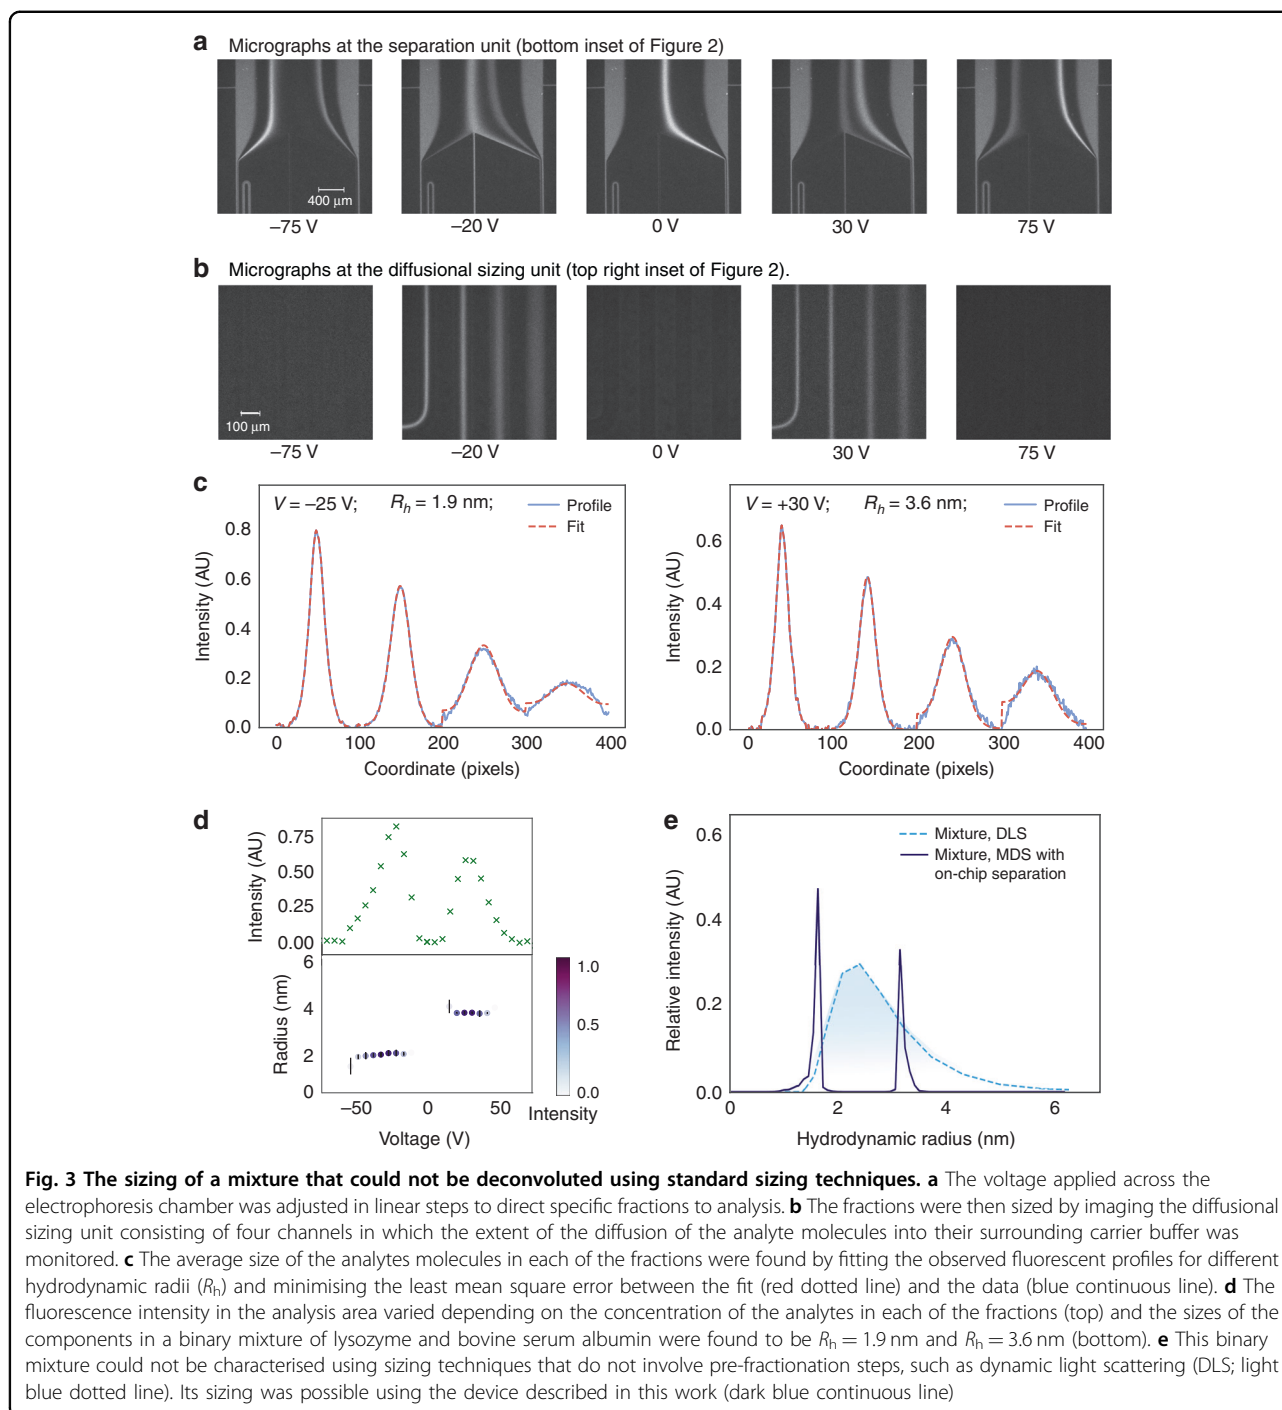 a Micrographs at the separation unit (bottom inset of Figure 2)
400 μm
–75 V –20 V 0 V 30 V 75 V
b Micrographs at the diffusional sizing unit (top right inset of Figure 2).
100 μm
–75 V –20 V 0 V 30 V 75 V
c
V = –25 V; Rh = 1.9 nm;
Profile
Fit
Intensity (AU)
0.8
0.6
0.4
0.2
0.0
0 100 200 300 400
Coordinate (pixels)
V = +30 V; Rh = 3.6 nm;
Profile
Fit
Intensity (AU)
0.6
0.4
0.2
0.0
0 100 200 300 400
Coordinate (pixels)
d
Intensity (AU)
0.75
0.50
0.25
0.00
Radius (nm)
6
4
2
0
–50 0 50
Voltage (V)
1.0
0.5
0.0
Intensity
e
Mixture, DLS
Mixture, MDS with
on-chip separation
Relative intensity (AU)
0.6
0.4
0.2
0.0
0 2 4 6
Hydrodynamic radius (nm)
Fig. 3 The sizing of a mixture that could not be deconvoluted using standard sizing techniques. a The voltage applied across the
electrophoresis chamber was adjusted in linear steps to direct specific fractions to analysis. b The fractions were then sized by imaging the diffusional
sizing unit consisting of four channels in which the extent of the diffusion of the analyte molecules into their surrounding carrier buffer was
monitored. c The average size of the analytes molecules in each of the fractions were found by fitting the observed fluorescent profiles for different
hydrodynamic radii (Rh) and minimising the least mean square error between the fit (red dotted line) and the data (blue continuous line). d The
fluorescence intensity in the analysis area varied depending on the concentration of the analytes in each of the fractions (top) and the sizes of the
components in a binary mixture of lysozyme and bovine serum albumin were found to be Rh = 1.9 nm and Rh = 3.6 nm (bottom). e This binary
mixture could not be characterised using sizing techniques that do not involve pre-fractionation steps, such as dynamic light scattering (DLS; light
blue dotted line). Its sizing was possible using the device described in this work (dark blue continuous line)